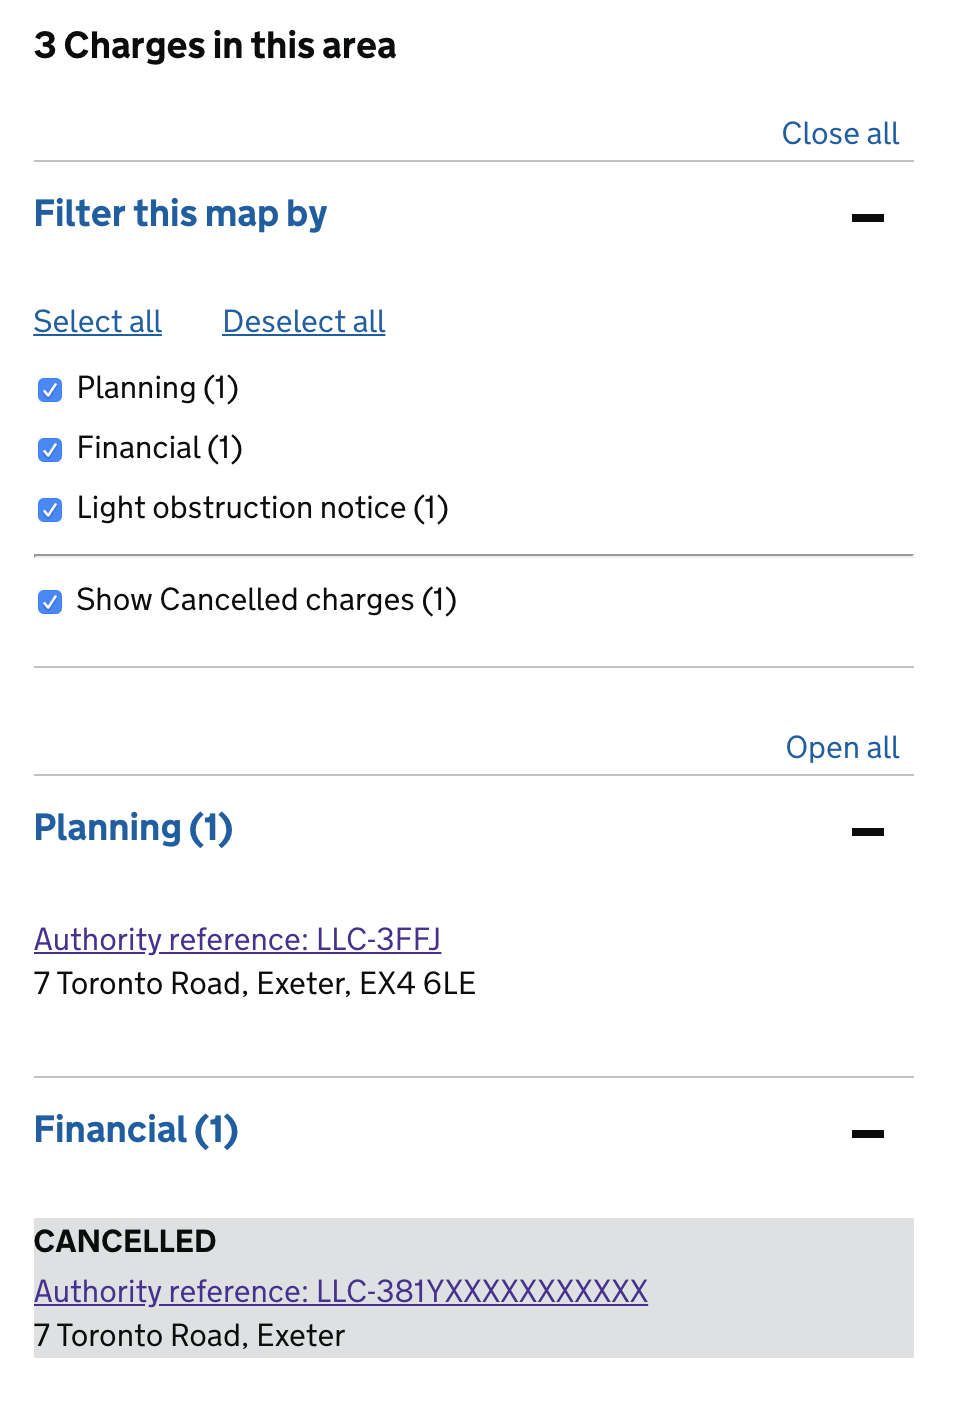 3 Charges in this area
Close all
Filter this map by
Select all Deselect all
Planning (1)
Financial (1)
Light obstruction notice (1)
Show Cancelled charges (1)
Open all
Planning (1)
Authority reference: LLC-3FFJ
7 Toronto Road, Exeter, EX4 6LE
Financial (1)
CANCELLED
Authority reference: LLC-381YXXXXXXXXXXX
7 Toronto Road, Exeter